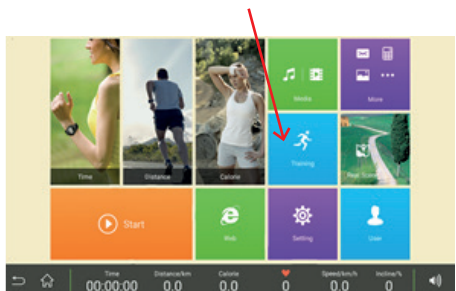 Media
More
Time
Distance
Calorie
Training
Real Scene
Start
Web
Setting
User
Time
Distance/km
Calorie
Speed/km/h
Incline/%
00:00:00
0.0
0.0
0
0.0
0